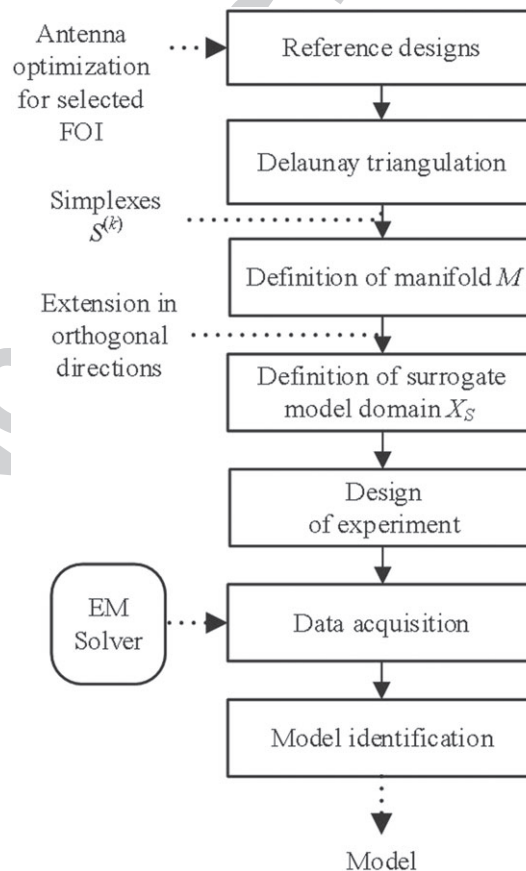 Antenna
optimization
for selected
FOI
Reference designs
Delaunay triangulation
Simplexes
S^(k)
Definition of manifold M
Extension in
orthogonal
directions
Definition of surrogate
model domain X_S
Design
of experiment
EM
Solver
Data acquisition
Model identification
Model